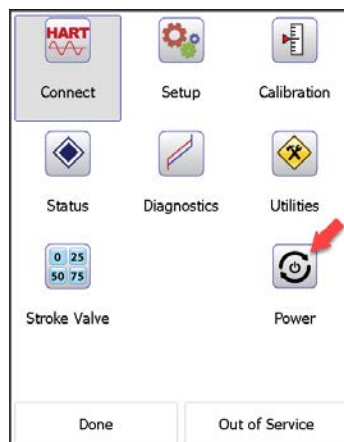 HART
Connect Setup Calibration
Status Diagnostics Utilities
0 25
50 75
Stroke Valve Power
Done Out of Service